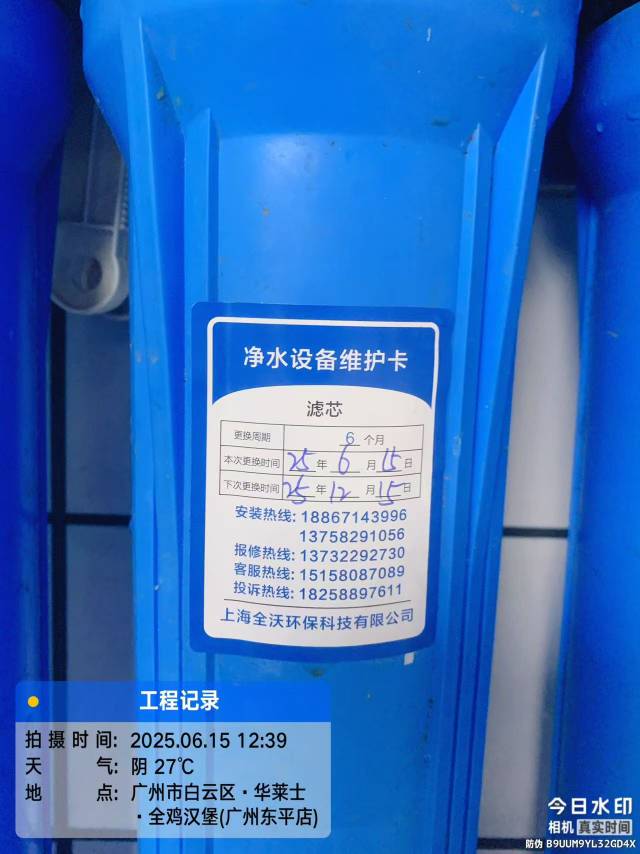 净水设备维护卡
滤芯
更换周期 6 个月
本次更换时间 25 年 6 月 15 日
下次更换时间 25 年 12 月 15 日
安装热线: 18867143996
13758291056
报修热线: 13732292730
客服热线: 15158087089
投诉热线: 18258897611
上海全沃环保科技有限公司
工程记录
拍摄时间: 2025.06.15 12:39
天气: 阴 27℃
地点: 广州市白云区·华莱士
·全鸡汉堡(广州东平店)
今日水印
相机 真实时间
防伪 B9UUM9YL32GD4X